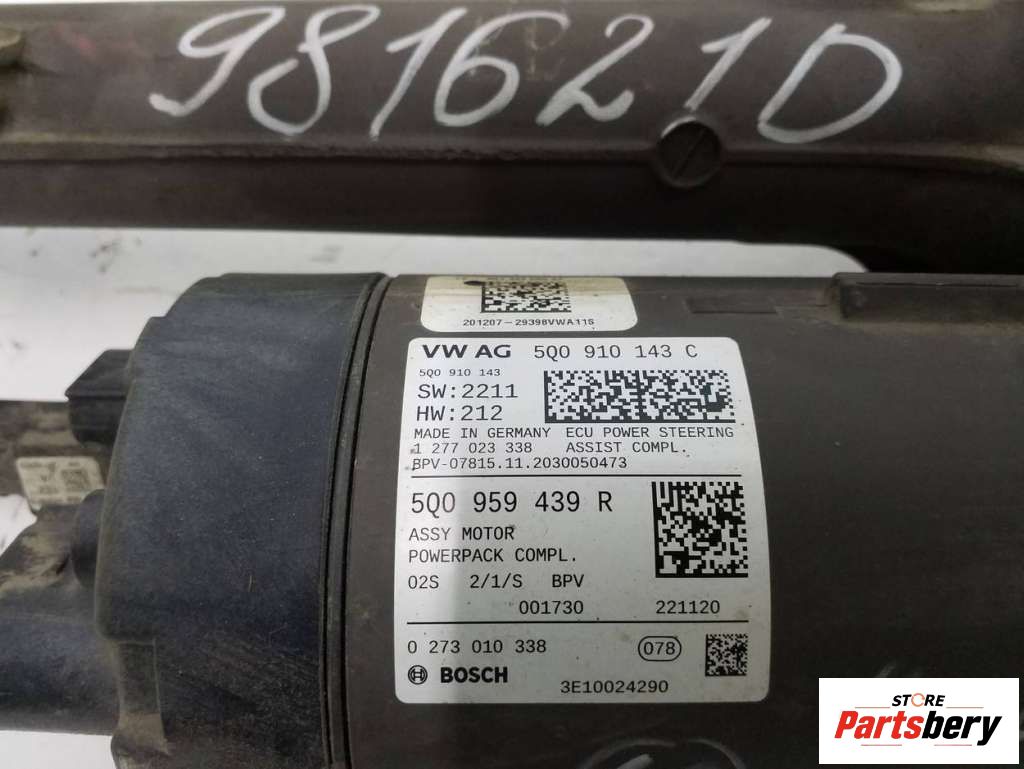 981621D
201207-29398VWA11S
VW AG 5Q0 910 143 C
5Q0 910 143
SW:2211
HW:212
MADE IN GERMANY ECU POWER STEERING
1 277 023 338 ASSIST COMPL.
BPV-07815.11.2030050473
5Q0 959 439 R
ASSY MOTOR
POWERPACK COMPL.
02S 2/1/S BPV
001730 221120
0 273 010 338 078
BOSCH
3E10024290
STORE
Partsbery